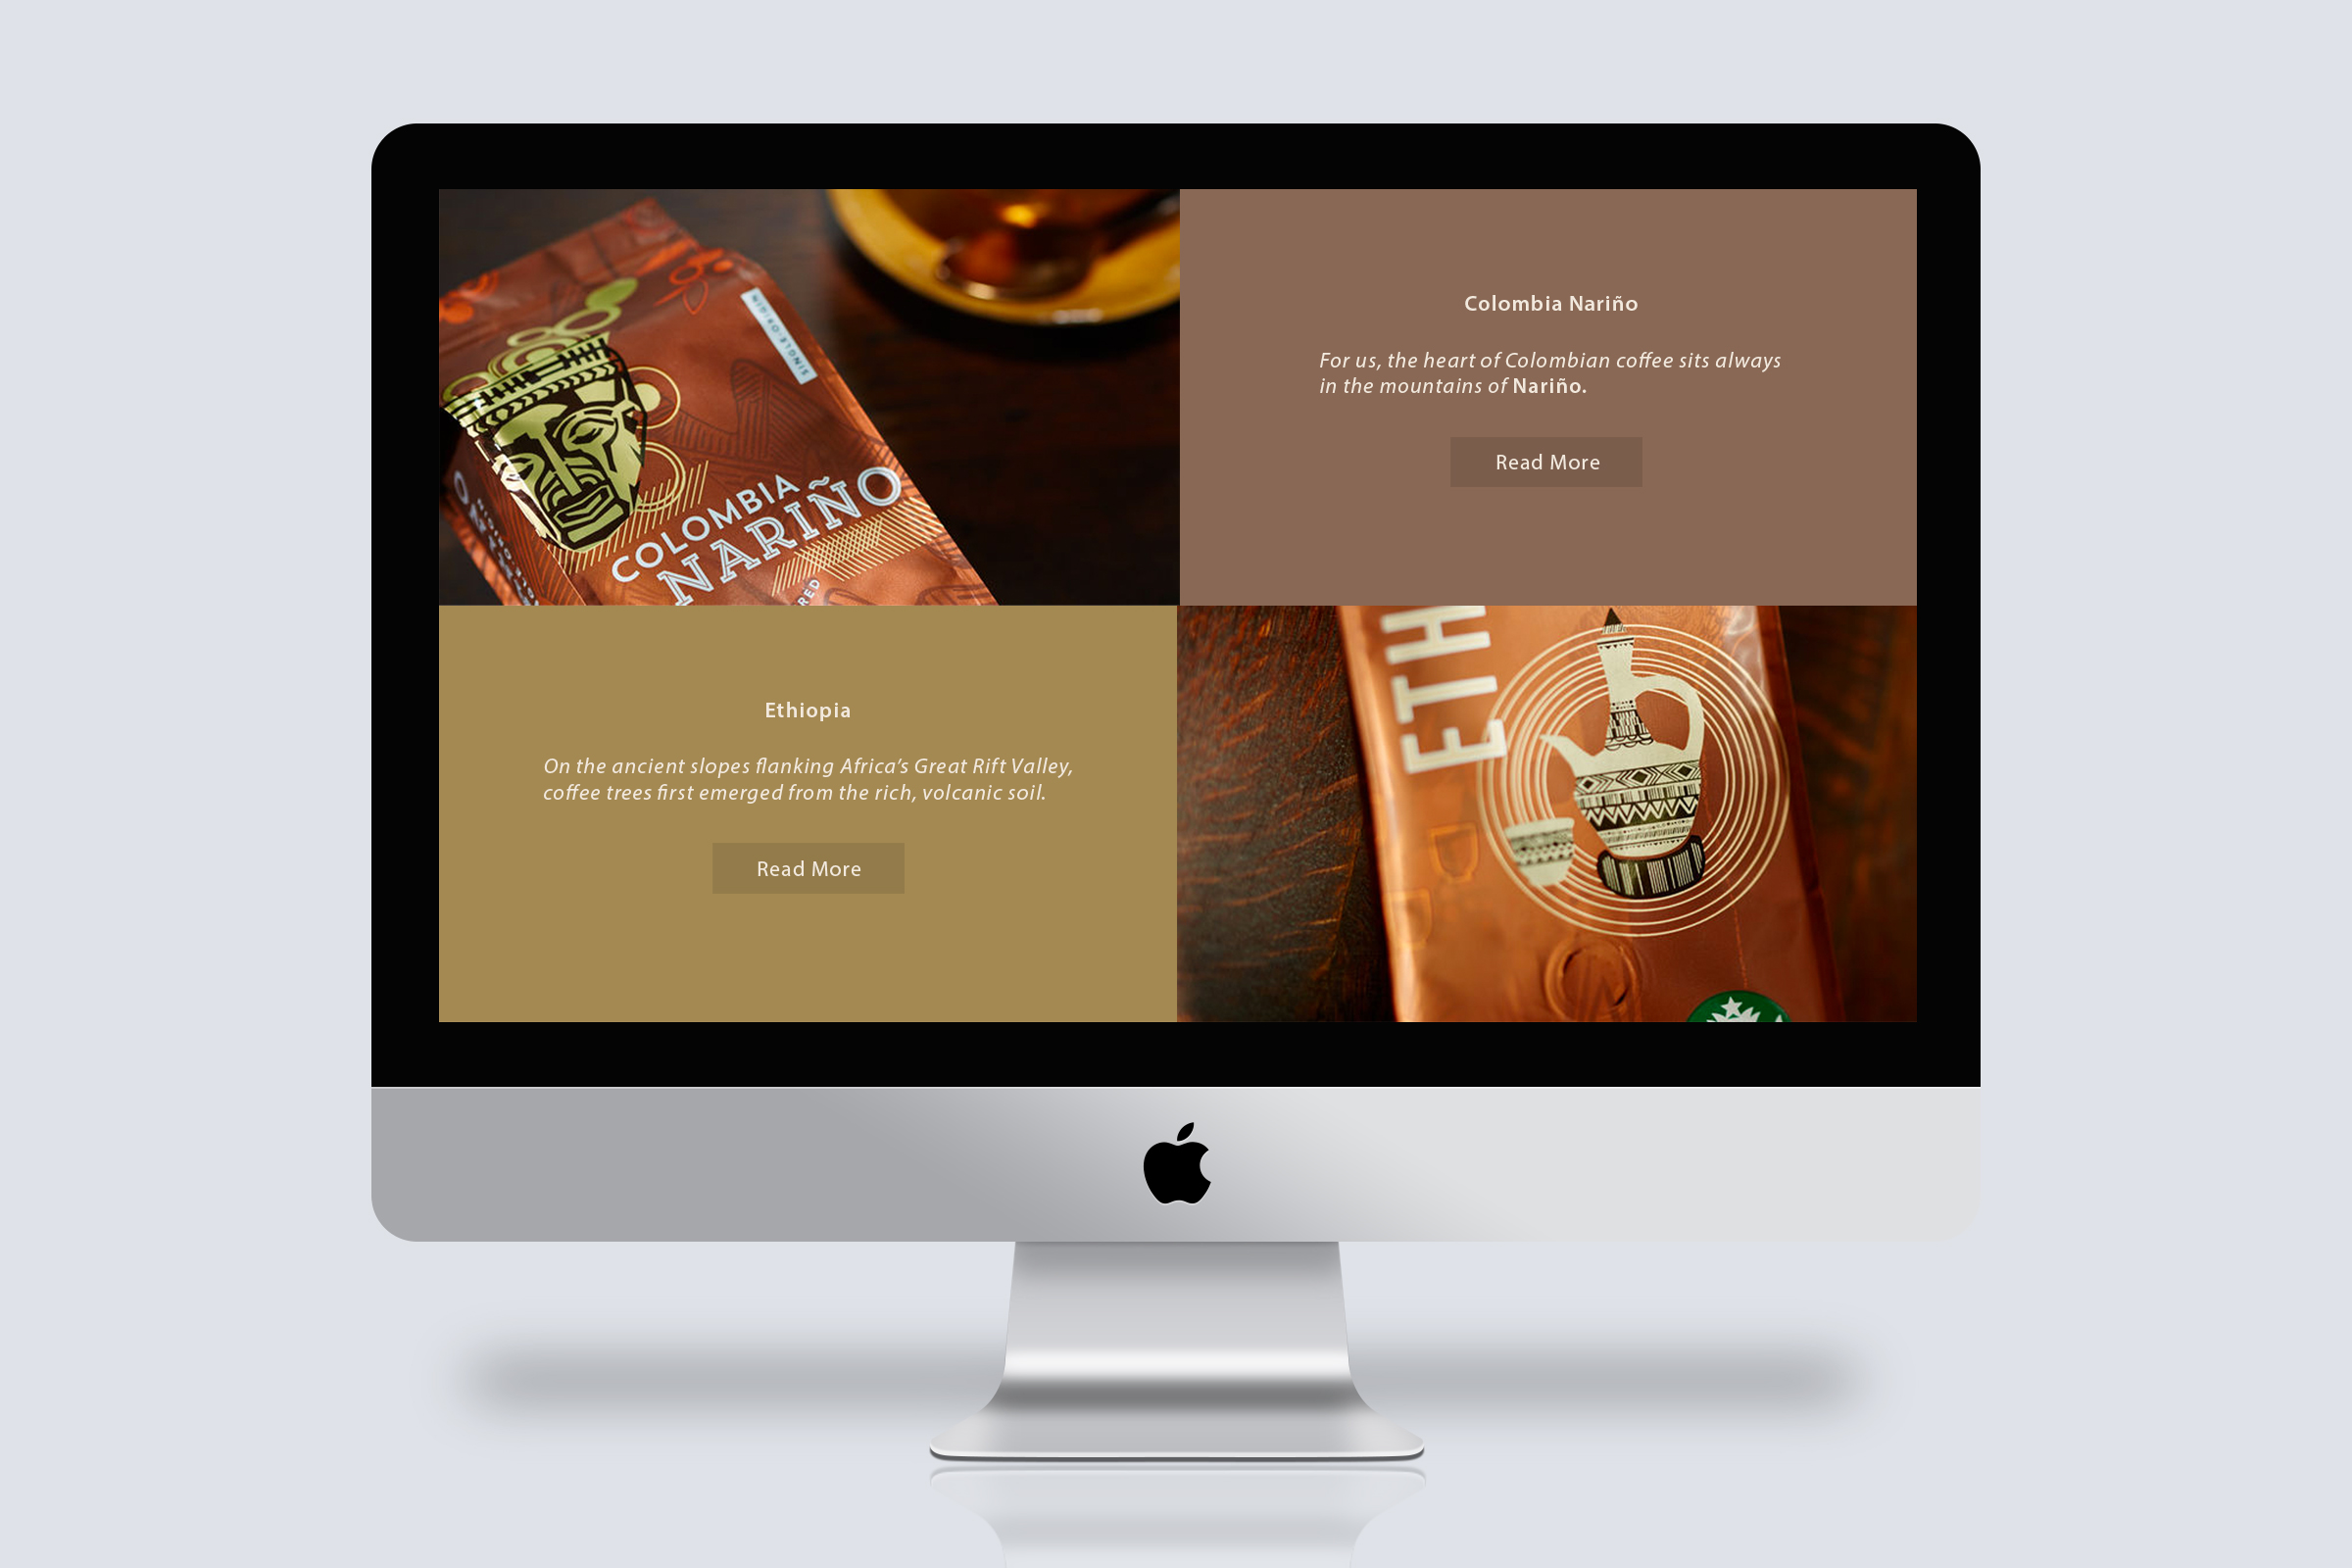 SINGLE-ORIGIN
COLOMBIA
NARIÑO
RED
Colombia Nariño
For us, the heart of Colombian coffee sits always
in the mountains of Nariño.
Read More
Ethiopia
On the ancient slopes flanking Africa’s Great Rift Valley,
coffee trees first emerged from the rich, volcanic soil.
Read More
ETH